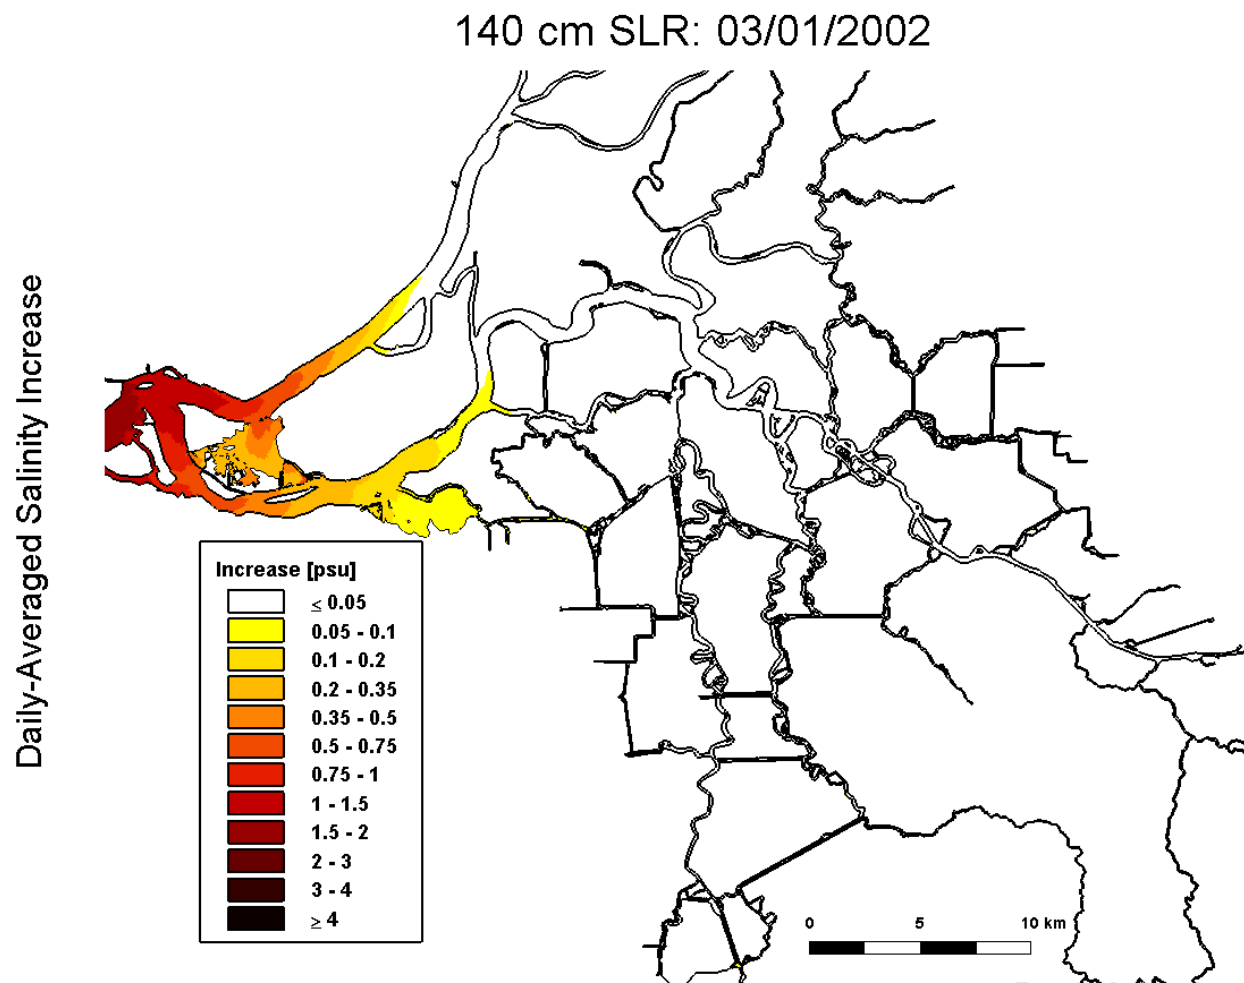 140 cm SLR: 03/01/2002
Daily-Averaged Salinity Increase
Increase [psu]
≤ 0.05
0.05 - 0.1
0.1 - 0.2
0.2 - 0.35
0.35 - 0.5
0.5 - 0.75
0.75 - 1
1 - 1.5
1.5 - 2
2 - 3
3 - 4
≥ 4
0 5 10 km